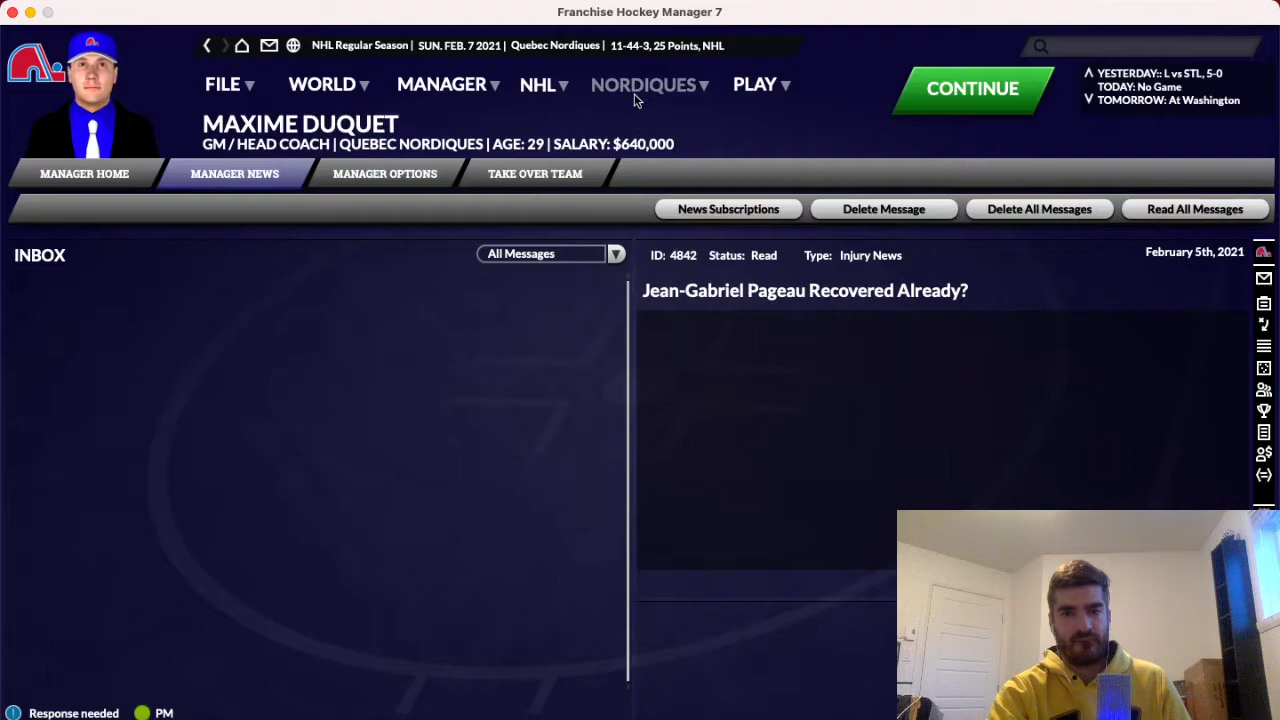 Franchise Hockey Manager 7
NHL Regular Season | SUN. FEB. 7 2021 | Quebec Nordiques | 11-44-3, 25 Points, NHL
FILE WORLD MANAGER NHL NORDIQUES PLAY
CONTINUE
YESTERDAY:: L vs STL, 5-0
TODAY: No Game
TOMORROW: At Washington
MAXIME DUQUET
GM / HEAD COACH | QUEBEC NORDIQUES | AGE: 29 | SALARY: $640,000
MANAGER HOME MANAGER NEWS MANAGER OPTIONS TAKE OVER TEAM
News Subscriptions Delete Message Delete All Messages Read All Messages
INBOX
All Messages
ID: 4842 Status: Read Type: Injury News
February 5th, 2021
Jean-Gabriel Pageau Recovered Already?
Response needed PM